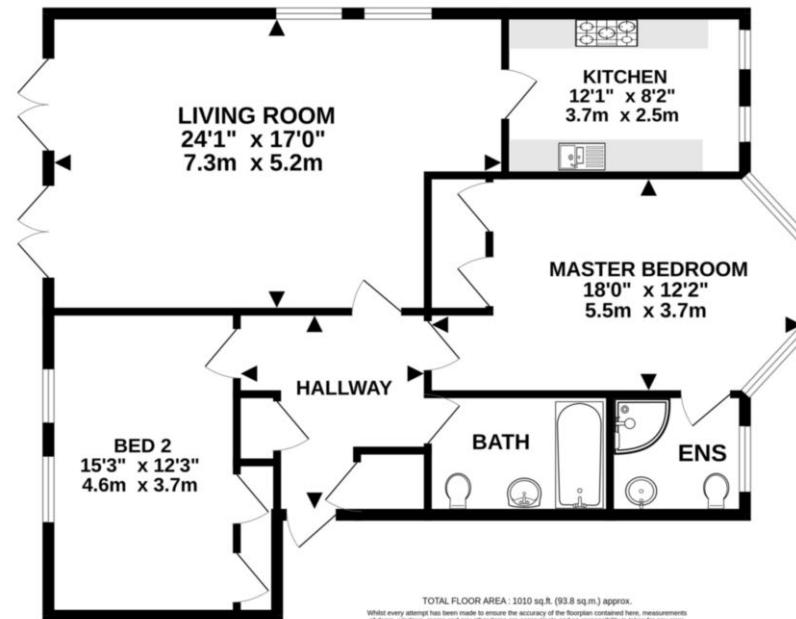 LIVING ROOM
24'1" x 17'0"
7.3m x 5.2m
KITCHEN
12'1" x 8'2"
3.7m x 2.5m
MASTER BEDROOM
18'0" x 12'2"
5.5m x 3.7m
HALLWAY
BED 2
15'3" x 12'3"
4.6m x 3.7m
BATH
ENS
TOTAL FLOOR AREA : 1010 sq.ft. (93.8 sq.m.) approx.
Whilst every attempt has been made to ensure the accuracy of the floorplan contained here, measurements